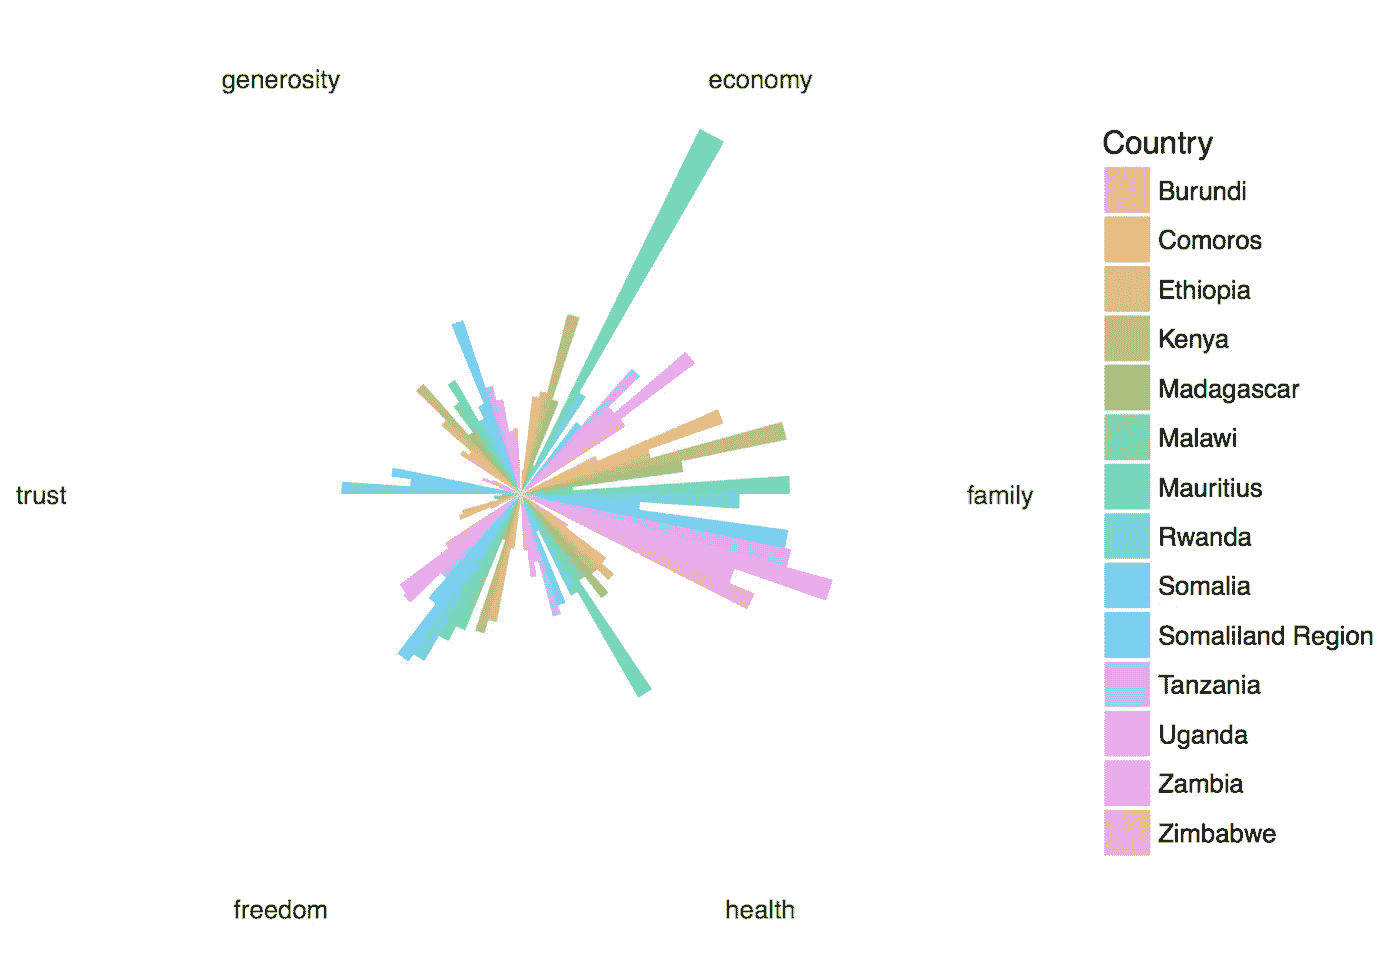 generosity
economy
trust
family
freedom
health
Country
Burundi
Comoros
Ethiopia
Kenya
Madagascar
Malawi
Mauritius
Rwanda
Somalia
Somaliland Region
Tanzania
Uganda
Zambia
Zimbabwe